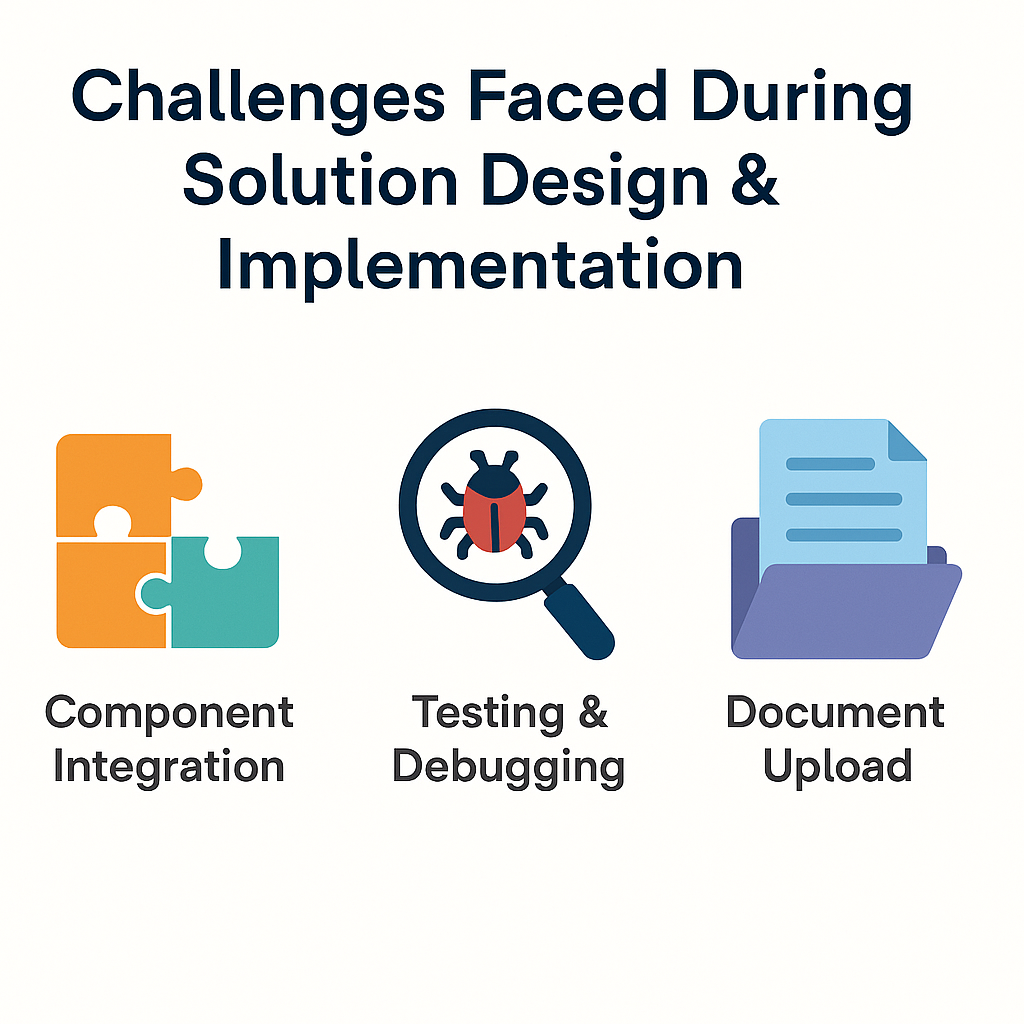 Challenges Faced During
Solution Design &
Implementation
Component
Integration
Testing &
Debugging
Document
Upload